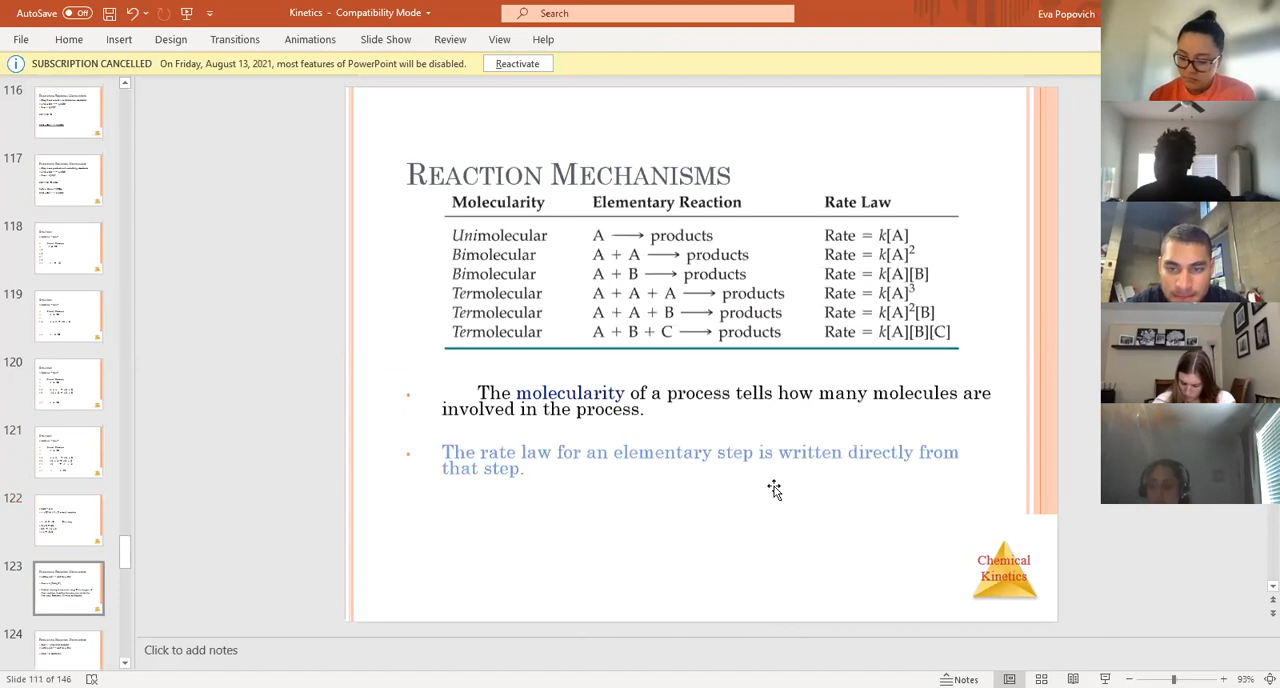 AutoSave Off Kinetics - Compatibility Mode Search Eva Popovich
File Home Insert Design Transitions Animations Slide Show Review View Help
SUBSCRIPTION CANCELLED On Friday, August 13, 2021, most features of PowerPoint will be disabled. Reactivate
116
117
118
119
120
121
122
123
124
REACTION MECHANISMS
Molecularity Elementary Reaction Rate Law
Unimolecular A ⟶ products Rate = k[A]
Bimolecular A + A ⟶ products Rate = k[A]²
Bimolecular A + B ⟶ products Rate = k[A][B]
Termolecular A + A + A ⟶ products Rate = k[A]³
Termolecular A + A + B ⟶ products Rate = k[A]²[B]
Termolecular A + B + C ⟶ products Rate = k[A][B][C]
The molecularity of a process tells how many molecules are
involved in the process.
The rate law for an elementary step is written directly from
that step.
Chemical
Kinetics
Click to add notes
Slide 111 of 146 Notes 93%